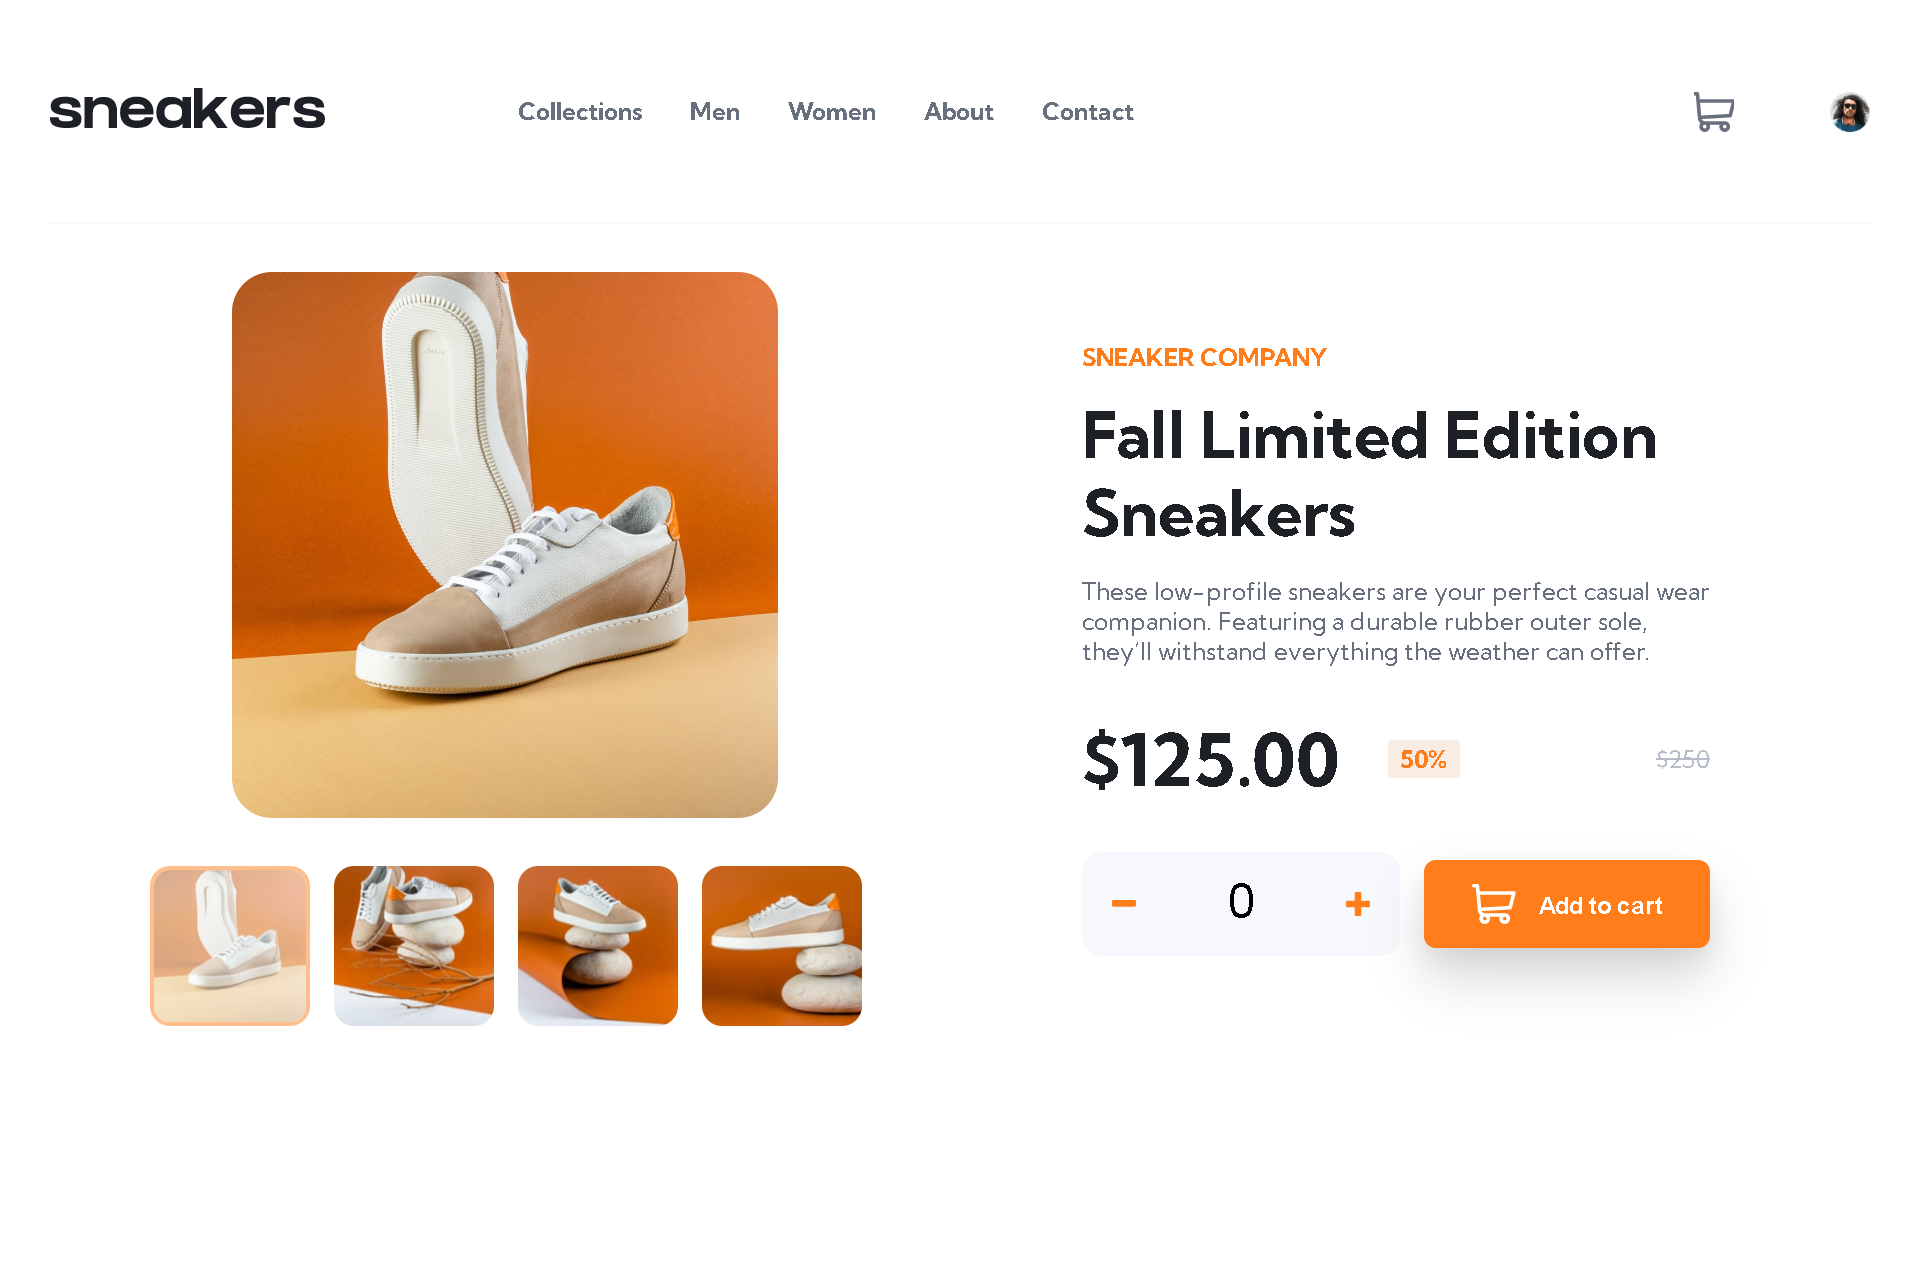 sneakers
Collections Men Women About Contact
SNEAKER COMPANY
Fall Limited Edition
Sneakers
These low-profile sneakers are your perfect casual wear
companion. Featuring a durable rubber outer sole,
they’ll withstand everything the weather can offer.
$125.00 50% $250
0
Add to cart